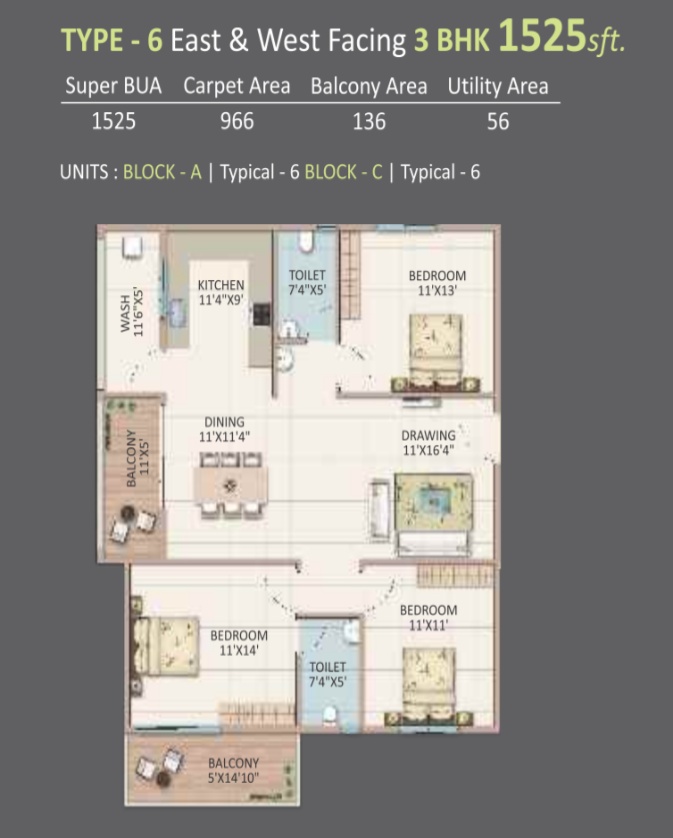 TYPE - 6 East & West Facing 3 BHK 1525 sft.
Super BUA Carpet Area Balcony Area Utility Area
1525 966 136 56
UNITS : BLOCK - A | Typical - 6 BLOCK - C | Typical - 6
WASH
11'6"X5'
KITCHEN
11'4"X9'
TOILET
7'4"X5'
BEDROOM
11'X13'
BALCONY
11'X5'
DINING
11'X11'4"
DRAWING
11'X16'4"
BEDROOM
11'X14'
TOILET
7'4"X5'
BEDROOM
11'X11'
BALCONY
5'X14'10"